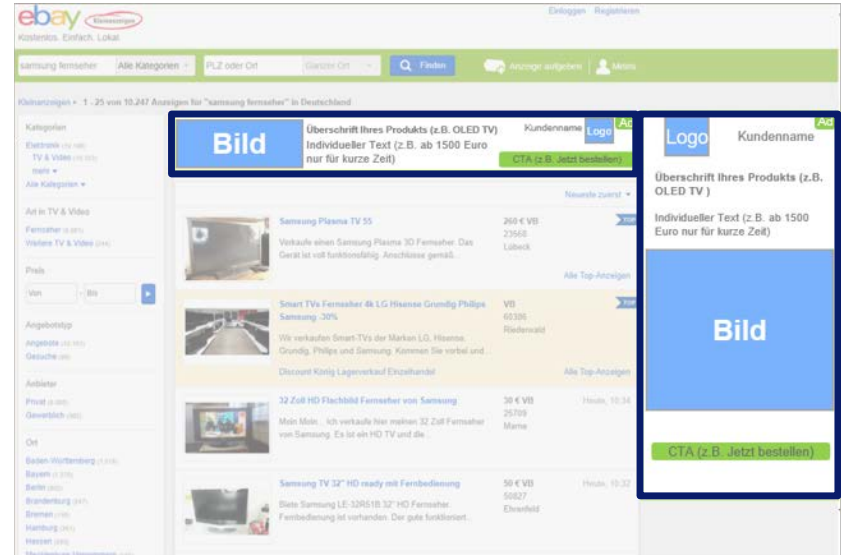 ebay Kleinanzeigen
Kostenlos. Einfach. Lokal.
Einloggen Registrieren
samsung fernseher Alle Kategorien PLZ oder Ort Ganzer Ort Finden Anzeige aufgeben Meins
Kleinanzeigen 1 - 25 von 10.247 Anzeigen für "samsung fernseher" in Deutschland
Kategorien
Elektronik
TV & Video
mehr
Alle Kategorien
Art in TV & Video
Fernseher
Weitere TV & Video
Preis
Von - Bis
Angebotstyp
Angebote
Gesuche
Anbieter
Privat
Gewerblich
Ort
Baden-Württemberg
Bayern
Berlin
Brandenburg
Bremen
Hamburg
Hessen
Mecklenburg-Vorpommern
Bild
Überschrift Ihres Produkts (z.B. OLED TV)
Individueller Text (z.B. ab 1500 Euro
nur für kurze Zeit)
Kundenname Logo Ad
CTA (z.B. Jetzt bestellen)
Neueste zuerst
Samsung Plasma TV 55 260 € VB TOP
23568
Verkaufe einen Samsung Plasma 3D Fernseher. Das Lübeck
Gerät ist voll funktionsfähig. Anschlüsse gemäß...
Alle Top-Anzeigen
Smart TVs Fernseher 4k LG Hisense Grundig Philips VB TOP
Samsung -30% 60386
Riederwald
Wir verkaufen Smart-TVs der Marken LG, Hisense,
Grundig, Philips und Samsung. Kommen Sie vorbei und...
Discount König Lagerverkauf Einzelhandel Alle Top-Anzeigen
32 Zoll HD Flachbild Fernseher von Samsung 30 € VB Heute, 10:34
25709
Moin Moin... Ich verkaufe hier meinen 32 Zoll Fernseher Marne
von Samsung. Es ist ein HD TV und die...
Samsung TV 32" HD ready mit Fernbedienung 50 € VB Heute, 10:32
50827
Biete Samsung LE-32R51B 32" HD Fernseher. Ehrenfeld
Fernbedienung ist vorhanden. Der gute funktioniert...
Ad
Logo Kundenname
Überschrift Ihres Produkts (z.B.
OLED TV )
Individueller Text (z.B. ab 1500
Euro nur für kurze Zeit)
Bild
CTA (z.B. Jetzt bestellen)